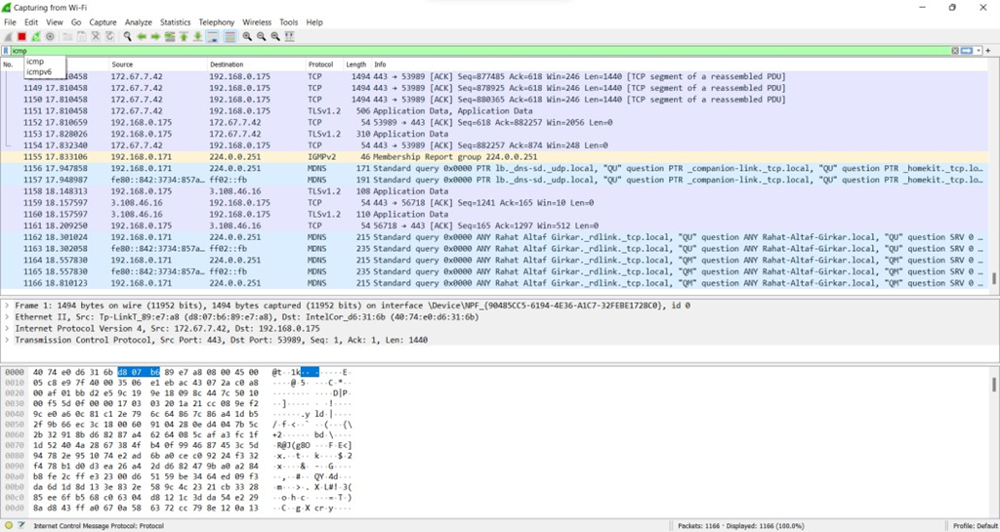 Capturing from Wi-Fi
File Edit View Go Capture Analyze Statistics Telephony Wireless Tools Help
icmp
icmp
icmpv6
No. Source Destination Protocol Length Info
17.810458 172.67.7.42 192.168.0.175 TCP 1494 443 → 53989 [ACK] Seq=877485 Ack=618 Win=246 Len=1440 [TCP segment of a reassembled PDU]
1149 17.810458 172.67.7.42 192.168.0.175 TCP 1494 443 → 53989 [ACK] Seq=878925 Ack=618 Win=246 Len=1440 [TCP segment of a reassembled PDU]
1150 17.810458 172.67.7.42 192.168.0.175 TCP 1494 443 → 53989 [ACK] Seq=880365 Ack=618 Win=246 Len=1440 [TCP segment of a reassembled PDU]
1151 17.810458 172.67.7.42 192.168.0.175 TLSv1.2 506 Application Data, Application Data
1152 17.810659 192.168.0.175 172.67.7.42 TCP 54 53989 → 443 [ACK] Seq=618 Ack=882257 Win=2056 Len=0
1153 17.828026 192.168.0.175 172.67.7.42 TLSv1.2 310 Application Data
1154 17.832340 172.67.7.42 192.168.0.175 TCP 54 443 → 53989 [ACK] Seq=882257 Ack=874 Win=248 Len=0
1155 17.833106 192.168.0.171 224.0.0.251 IGMPv2 46 Membership Report group 224.0.0.251
1156 17.947858 192.168.0.171 224.0.0.251 MDNS 171 Standard query 0x0000 PTR lb._dns-sd._udp.local, "QU" question PTR _companion-link._tcp.local, "QU" question PTR _homekit._tcp.lo…
1157 17.948987 fe80::842:3734:857a… ff02::fb MDNS 191 Standard query 0x0000 PTR lb._dns-sd._udp.local, "QU" question PTR _companion-link._tcp.local, "QU" question PTR _homekit._tcp.lo…
1158 18.148313 3.108.46.16 192.168.0.175 TLSv1.2 108 Application Data
1159 18.157597 3.108.46.16 192.168.0.175 TCP 54 443 → 56718 [ACK] Seq=1241 Ack=165 Win=10 Len=0
1160 18.157597 3.108.46.16 192.168.0.175 TLSv1.2 110 Application Data
1161 18.209250 192.168.0.175 3.108.46.16 TCP 54 56718 → 443 [ACK] Seq=165 Ack=1297 Win=512 Len=0
1162 18.301024 192.168.0.171 224.0.0.251 MDNS 215 Standard query 0x0000 ANY Rahat Altaf Girkar._rdlink._tcp.local, "QU" question ANY Rahat-Altaf-Girkar.local, "QU" question SRV 0 …
1163 18.302058 fe80::842:3734:857a… ff02::fb MDNS 235 Standard query 0x0000 ANY Rahat Altaf Girkar._rdlink._tcp.local, "QU" question ANY Rahat-Altaf-Girkar.local, "QU" question SRV 0 …
1164 18.557830 192.168.0.171 224.0.0.251 MDNS 215 Standard query 0x0000 ANY Rahat Altaf Girkar._rdlink._tcp.local, "QM" question ANY Rahat-Altaf-Girkar.local, "QM" question SRV 0 …
1165 18.557830 fe80::842:3734:857a… ff02::fb MDNS 235 Standard query 0x0000 ANY Rahat Altaf Girkar._rdlink._tcp.local, "QM" question ANY Rahat-Altaf-Girkar.local, "QM" question SRV 0 …
1166 18.810123 192.168.0.171 224.0.0.251 MDNS 215 Standard query 0x0000 ANY Rahat Altaf Girkar._rdlink._tcp.local, "QM" question ANY Rahat-Altaf-Girkar.local, "QM" question SRV 0 …
Frame 1: 1494 bytes on wire (11952 bits), 1494 bytes captured (11952 bits) on interface \Device\NPF_{90485CC5-6194-4E36-A1C7-32FEBE1728C0}, id 0
Ethernet II, Src: Tp-LinkT_89:e7:a8 (d8:07:b6:89:e7:a8), Dst: IntelCor_d6:31:6b (40:74:e0:d6:31:6b)
Internet Protocol Version 4, Src: 172.67.7.42, Dst: 192.168.0.175
Transmission Control Protocol, Src Port: 443, Dst Port: 53989, Seq: 1, Ack: 1, Len: 1440
0000 40 74 e0 d6 31 6b d8 07 b6 89 e7 a8 08 00 45 00 @t··1k··· ······E·
0010 05 c8 e9 7f 40 00 35 06 e1 eb ac 43 07 2a c0 a8 ····@·5· ···C·*··
0020 00 af 01 bb d2 e5 9c 19 9e 18 09 8c 44 7c 50 10
0030 00 f5 5d 0f 00 00 17 03 03 20 1a 21 cc 08 9e f2
0040 9c e0 a6 0c 81 c1 2e 79 6c 64 86 7c 86 a4 1d b5
0050 2f 9b 66 ec 3c 18 00 60 91 04 28 0e d4 04 7b 5c
0060 2b 32 91 8b d6 82 87 a4 62 64 08 5c af a3 fc 1f
0070 1d 52 40 4a 28 67 38 4f b4 0f 99 46 87 45 3c 5d
0080 94 78 2e 95 10 74 e2 ad 6b a0 ce c0 92 24 f3 32
0090 f4 78 b1 d0 d3 ea 26 a4 2d d6 82 47 9b a0 a2 84
00a0 b8 fe 2c ff e3 23 00 d6 51 59 be 34 64 ed 09 f3
00b0 da 6d 1d 8d 13 3e 83 2e 58 9c 4c 23 21 cb 33 28
00c0 85 ee 6f b5 68 c0 63 04 d8 12 1c 3d da 54 e2 29
00d0 8a d8 43 ff a0 67 0a 58 63 72 cc 79 8e 12 0a 13
Internet Control Message Protocol: Protocol
Packets: 1166 · Displayed: 1166 (100.0%)
Profile: Default